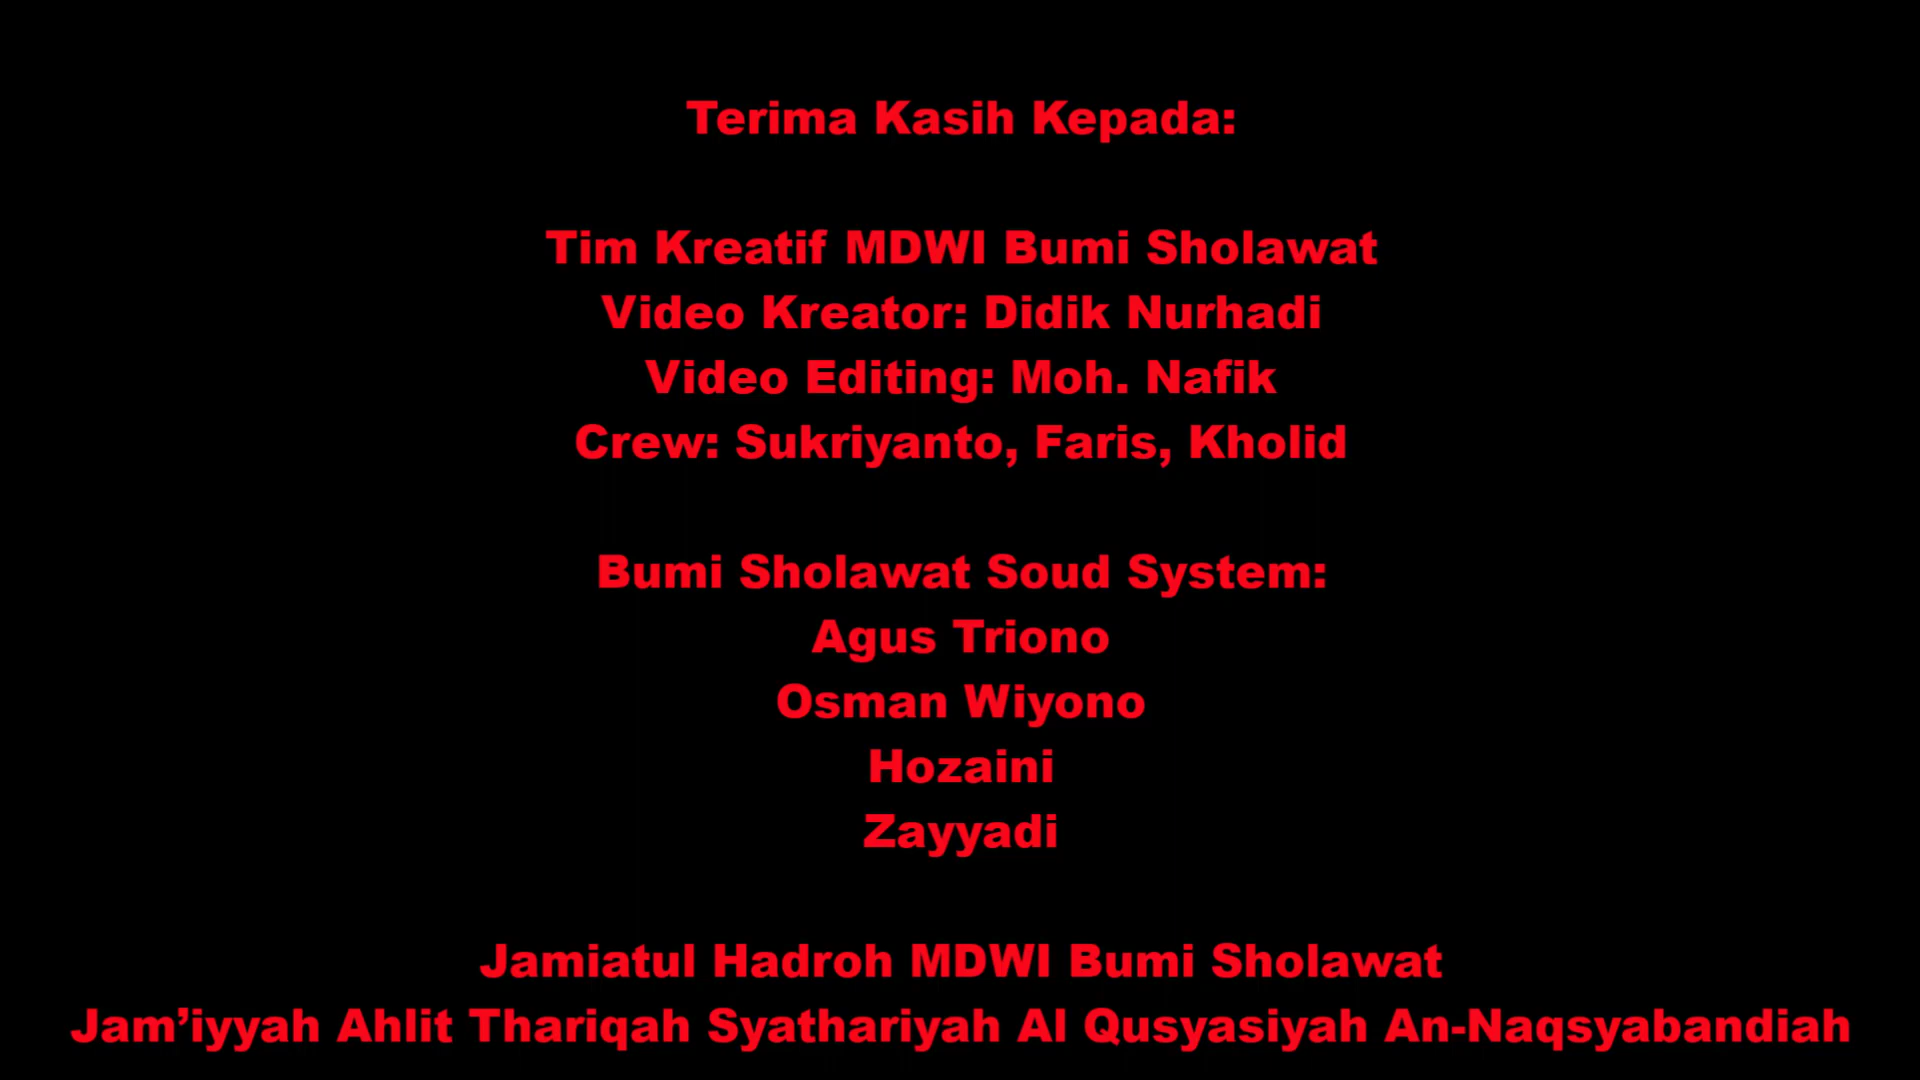 Terima Kasih Kepada:
Tim Kreatif MDWI Bumi Sholawat
Video Kreator: Didik Nurhadi
Video Editing: Moh. Nafik
Crew: Sukriyanto, Faris, Kholid
Bumi Sholawat Soud System:
Agus Triono
Osman Wiyono
Hozaini
Zayyadi
Jamiatul Hadroh MDWI Bumi Sholawat
Jam’iyyah Ahlit Thariqah Syathariyah Al Qusyasiyah An-Naqsyabandiah